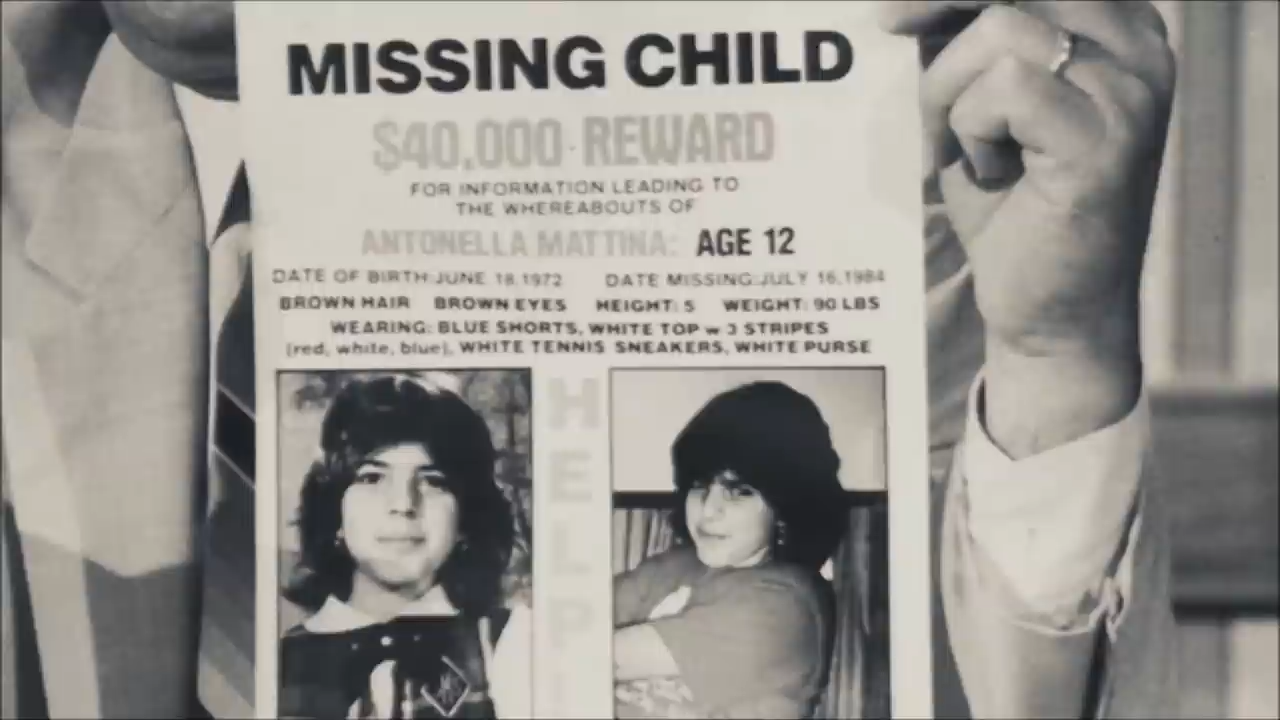 MISSING CHILD
$40,000 REWARD
FOR INFORMATION LEADING TO
THE WHEREABOUTS OF
ANTONELLA MATTINA: AGE 12
DATE OF BIRTH: JUNE 18, 1972 DATE MISSING: JULY 16, 1984
BROWN HAIR BROWN EYES HEIGHT: 5 WEIGHT: 90 LBS
WEARING: BLUE SHORTS, WHITE TOP w 3 STRIPES
(red, white, blue), WHITE TENNIS SNEAKERS, WHITE PURSE
HELP